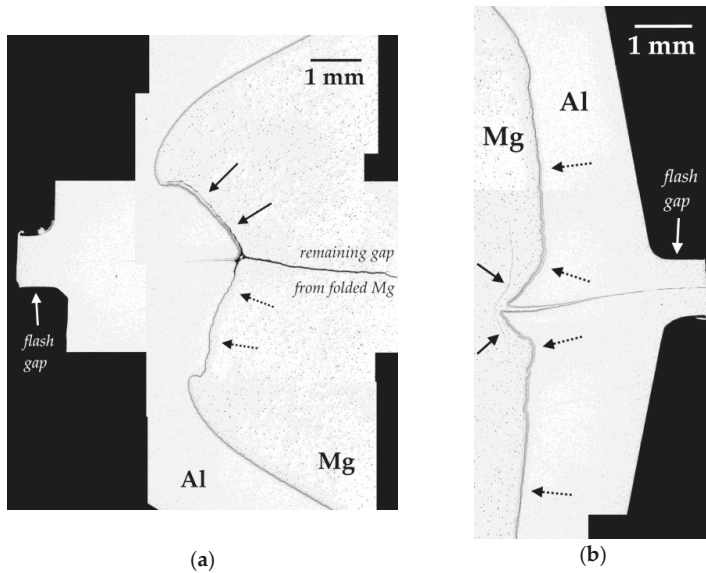 1 mm
remaining gap
from folded Mg
flash
gap
Al
Mg
(a)
1 mm
Al
Mg
flash
gap
(b)